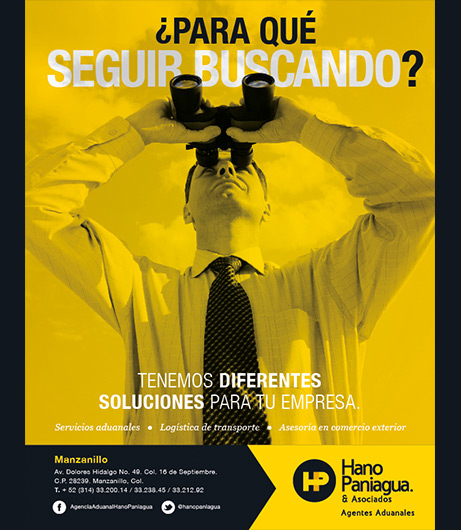 ¿PARA QUÉ
SEGUIR BUSCANDO?
TENEMOS DIFERENTES
SOLUCIONES PARA TU EMPRESA.
Servicios aduanales • Logística de transporte • Asesoría en comercio exterior
Manzanillo
Av. Dolores Hidalgo No. 49. Col. 16 de Septiembre.
C.P. 28239. Manzanillo, Col.
T. + 52 (314) 33.200.14 / 33.238.45 / 33.212.92
AgenciaAduanalHanoPaniagua @hanopaniagua
HP
Hano
Paniagua.
& Asociados
Agentes Aduanales